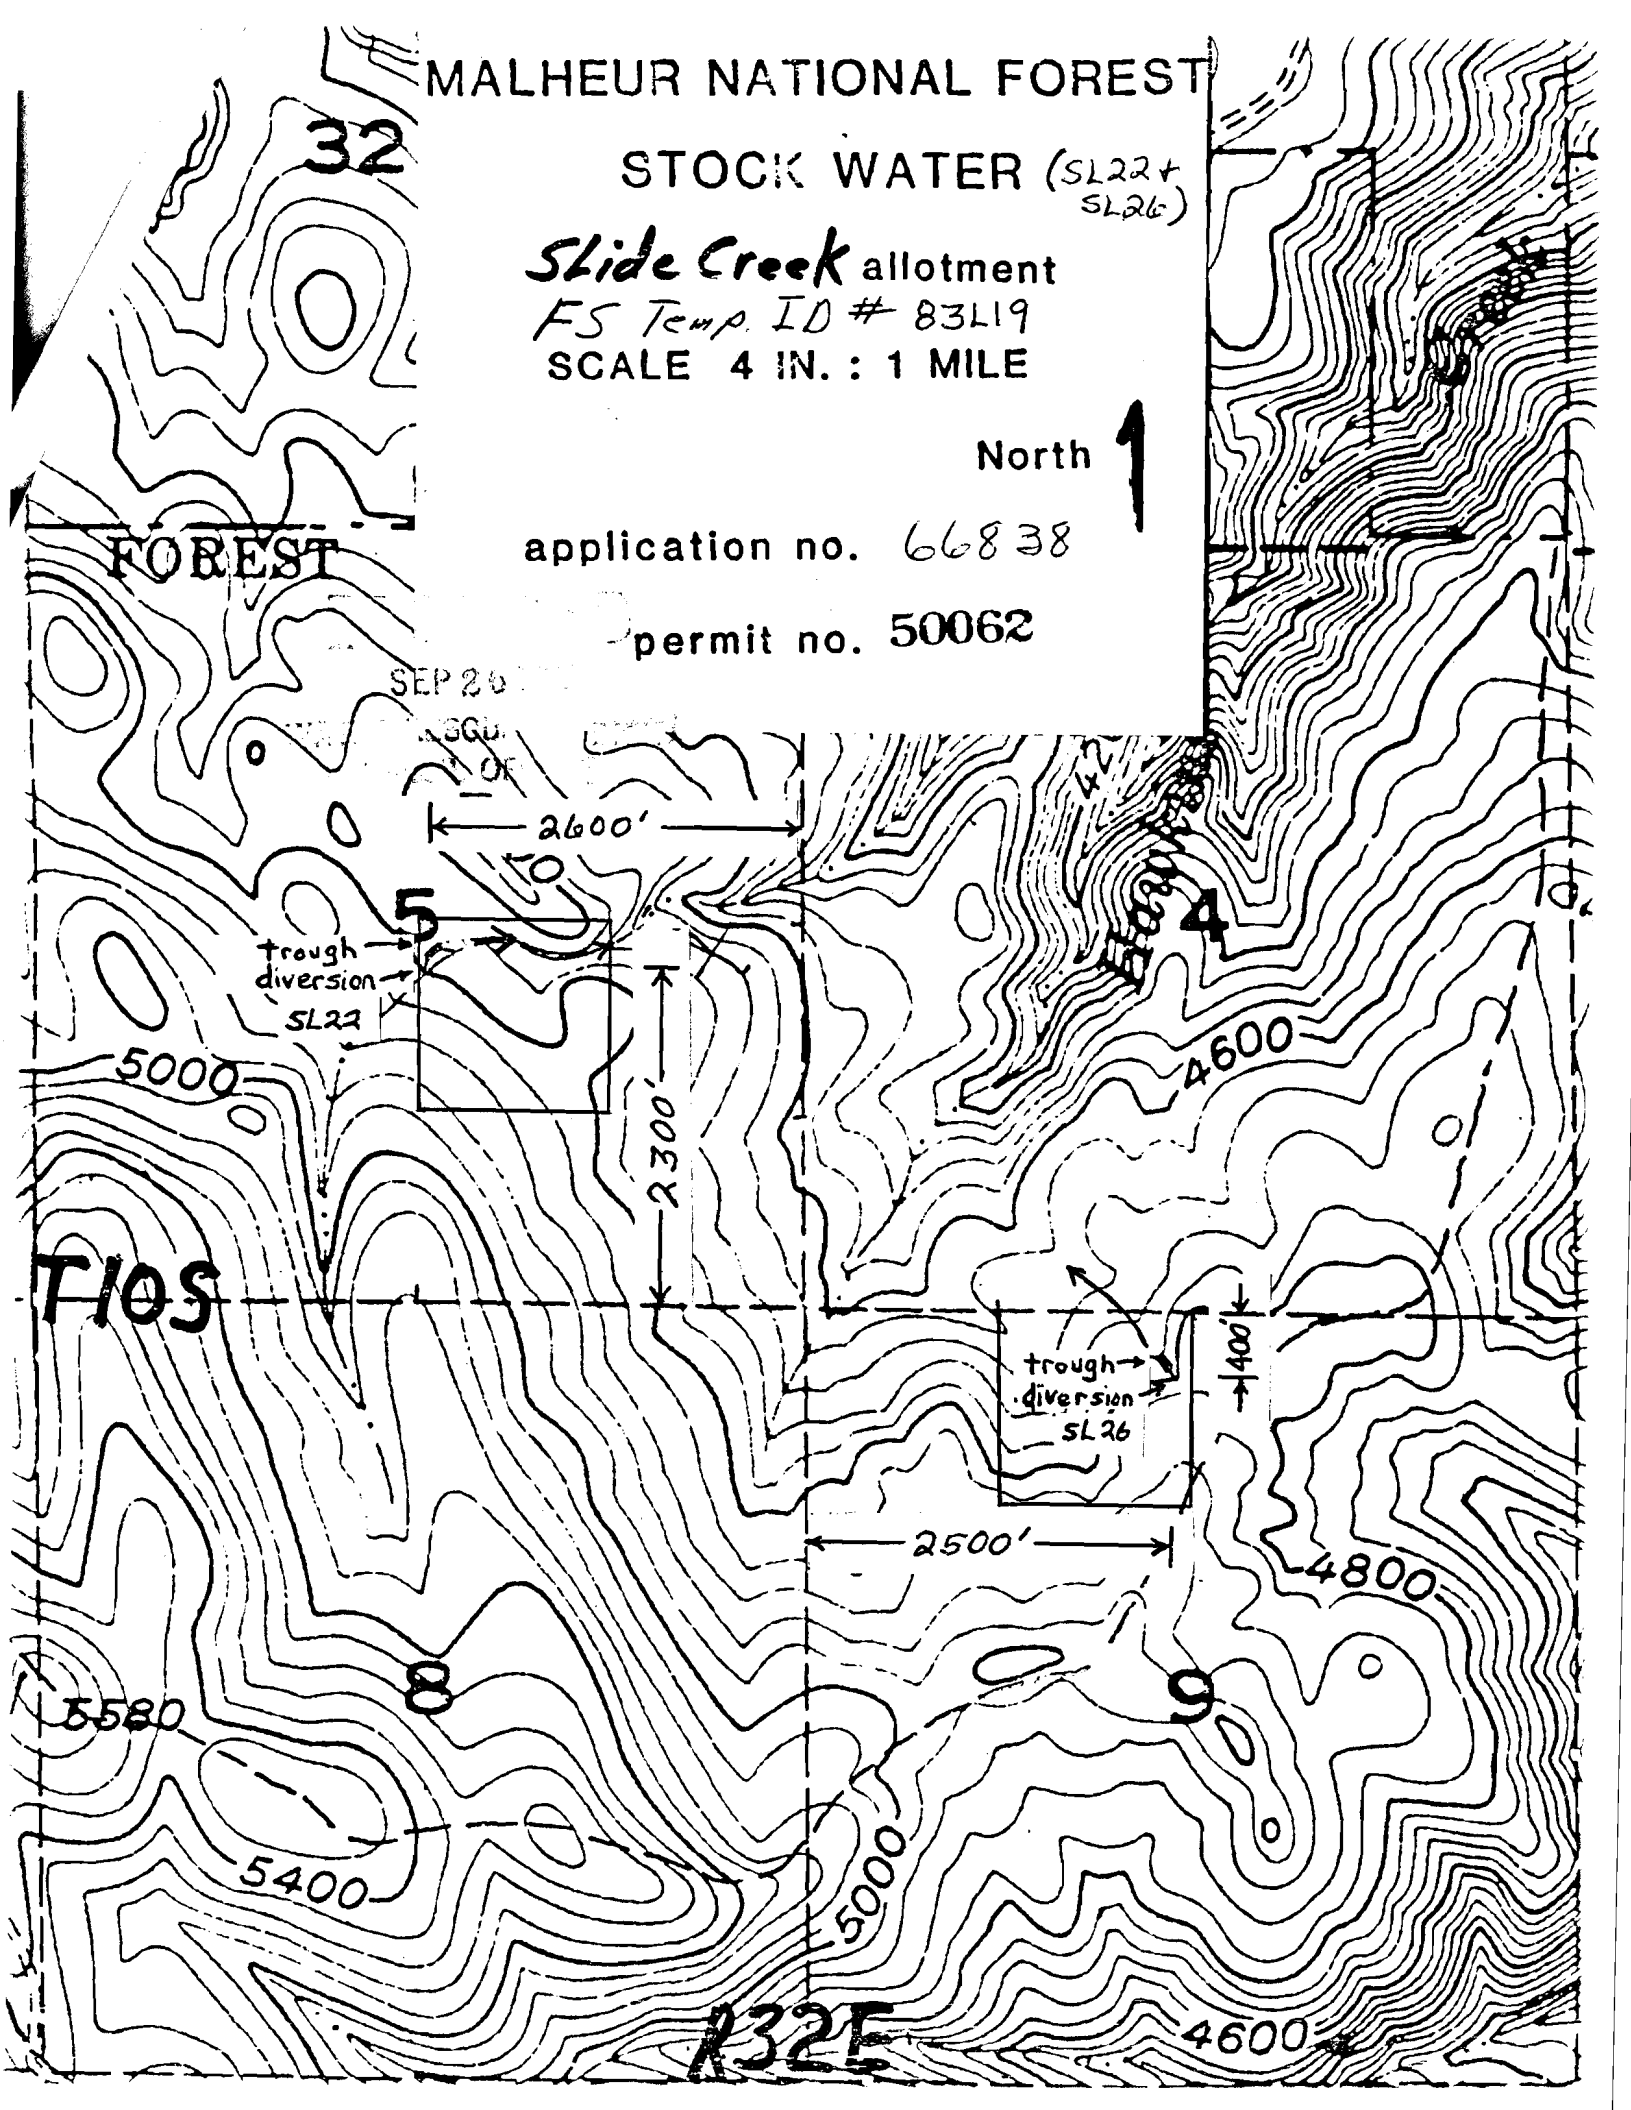 MALHEUR NATIONAL FOREST
32
STOCK WATER (SL22 +
SL26)
Slide Creek allotment
FS Temp. ID # 83L19
SCALE 4 IN. : 1 MILE
North
FOREST
application no. 66838
permit no. 50062
SEP 26
2600'
5
4
trough
diversion
SL22
5000
4600
2300'
T10S
400'
trough
diversion
SL26
2500'
4800
8
9
5580
5400
5000
R32E
4600